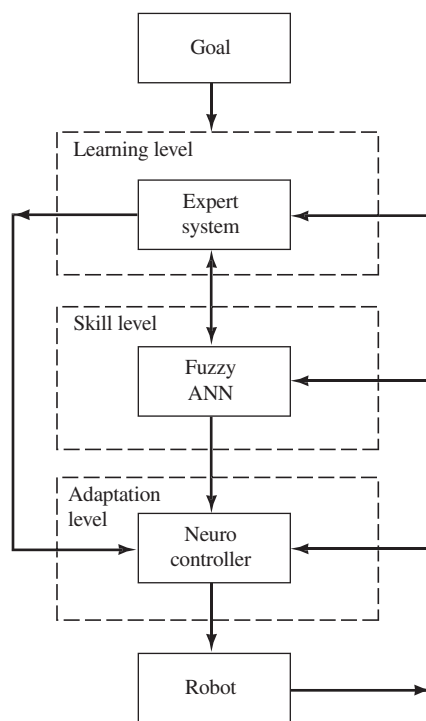 Goal
Learning level
Expert
system
Skill level
Fuzzy
ANN
Adaptation
level
Neuro
controller
Robot